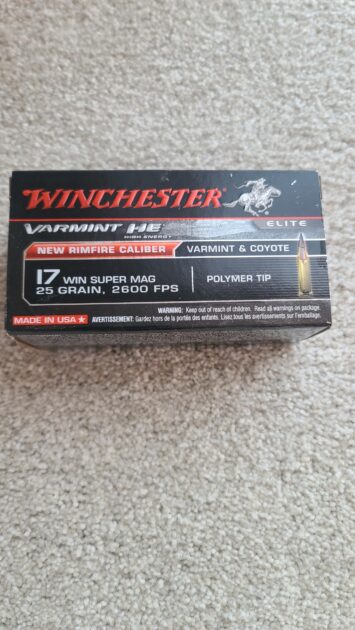 WINCHESTER
VARMINT HE ELITE
HIGH ENERGY
NEW RIMFIRE CALIBER VARMINT & COYOTE
17 WIN SUPER MAG POLYMER TIP
25 GRAIN, 2600 FPS
WARNING: Keep out of reach of children. Read all warnings on package.
MADE IN USA ★ AVERTISSEMENT: Gardez hors de la portée des enfants. Lisez tous les avertissements sur l'emballage.